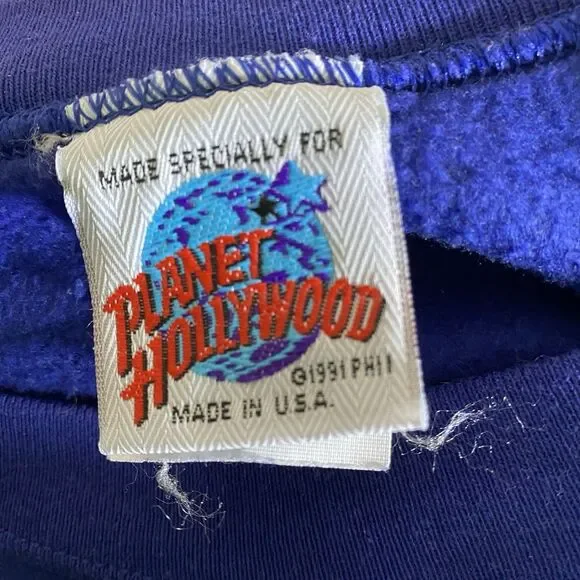 MADE SPECIALLY FOR
PLANET
HOLLYWOOD
©1991 PHII
MADE IN U.S.A.